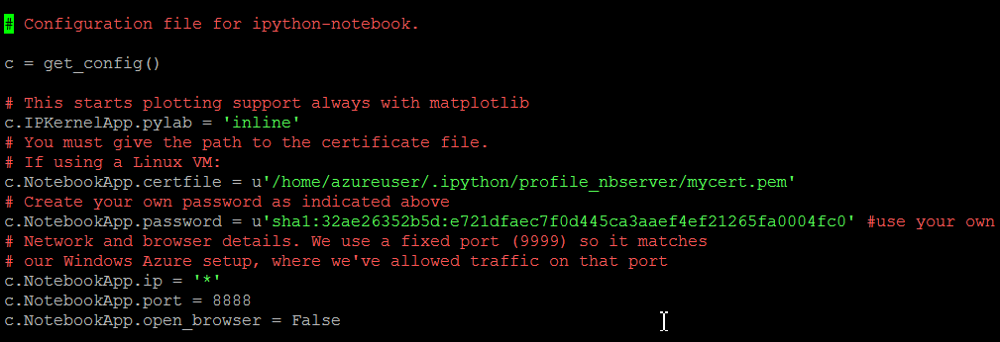 # Configuration file for ipython-notebook.
c = get_config()
# This starts plotting support always with matplotlib
c.IPKernelApp.pylab = 'inline'
# You must give the path to the certificate file.
# If using a Linux VM:
c.NotebookApp.certfile = u'/home/azureuser/.ipython/profile_nbserver/mycert.pem'
# Create your own password as indicated above
c.NotebookApp.password = u'sha1:32ae26352b5d:e721dfaec7f0d445ca3aaef4ef21265fa0004fc0' #use your own
# Network and browser details. We use a fixed port (9999) so it matches
# our Windows Azure setup, where we've allowed traffic on that port
c.NotebookApp.ip = '*'
c.NotebookApp.port = 8888
c.NotebookApp.open_browser = False